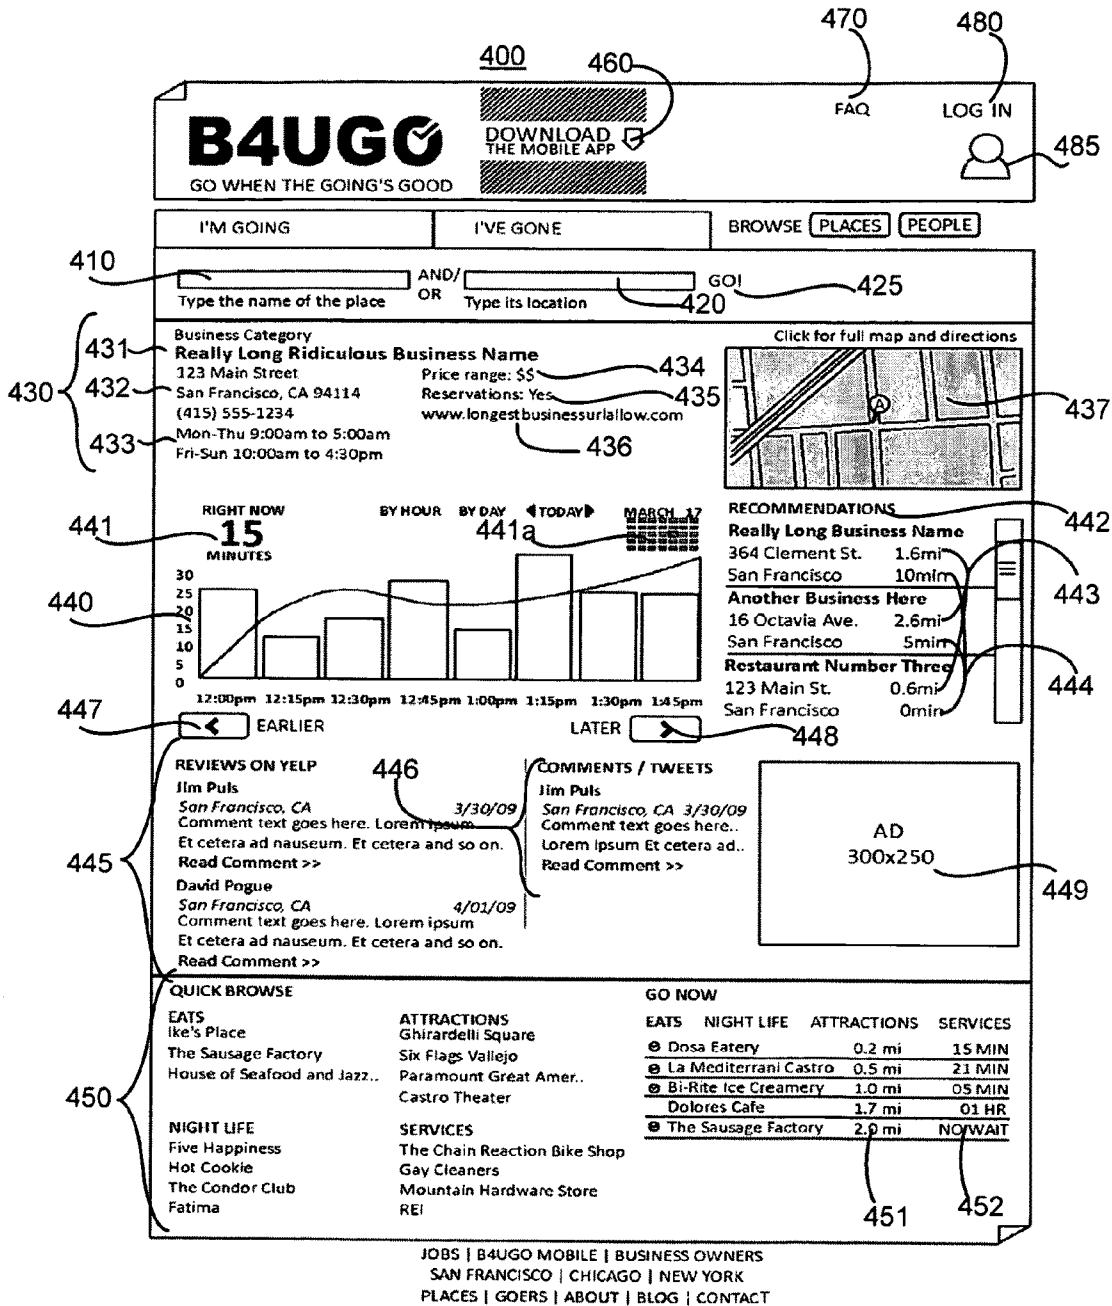 470
480
400
460
FAQ
LOG IN
B4UGO
DOWNLOAD
THE MOBILE APP
485
GO WHEN THE GOING'S GOOD
I'M GOING
I'VE GONE
BROWSE PLACES PEOPLE
410
AND/
OR
GO!
425
Type the name of the place
Type its location
420
Business Category
Click for full map and directions
431
Really Long Ridiculous Business Name
123 Main Street
Price range: $$
434
430
432
San Francisco, CA 94114
Reservations: Yes
435
(415) 555-1234
www.longestbusinessurlallow.com
A
437
433
Mon-Thu 9:00am to 5:00am
436
Fri-Sun 10:00am to 4:30pm
RIGHT NOW
BY HOUR
BY DAY
TODAY
MARCH 17
RECOMMENDATIONS
442
441
15
MINUTES
441a
Really Long Business Name
364 Clement St. 1.6mi
San Francisco 10min
443
Another Business Here
16 Octavia Ave. 2.6mi
San Francisco 5min
Restaurant Number Three
444
123 Main St. 0.6mi
San Francisco 0min
440
30
25
20
15
10
5
0
12:00pm 12:15pm 12:30pm 12:45pm 1:00pm 1:15pm 1:30pm 1:45pm
447
< EARLIER
LATER >
448
REVIEWS ON YELP
446
COMMENTS / TWEETS
Jim Puls
San Francisco, CA 3/30/09
Comment text goes here. Lorem ipsum
Et cetera ad nauseum. Et cetera and so on.
Read Comment >>
Jim Puls
San Francisco, CA 3/30/09
Comment text goes here..
Lorem Ipsum Et cetera ad..
Read Comment >>
AD
300x250
449
445
David Pogue
San Francisco, CA 4/01/09
Comment text goes here. Lorem ipsum
Et cetera ad nauseum. Et cetera and so on.
Read Comment >>
450
QUICK BROWSE
EATS
Ike's Place
The Sausage Factory
House of Seafood and Jazz..
ATTRACTIONS
Ghirardelli Square
Six Flags Vallejo
Paramount Great Amer..
Castro Theater
NIGHT LIFE
Five Happiness
Hot Cookie
The Condor Club
Fatima
SERVICES
The Chain Reaction Bike Shop
Gay Cleaners
Mountain Hardware Store
REI
GO NOW
EATS NIGHT LIFE ATTRACTIONS SERVICES
Dosa Eatery 0.2 mi 15 MIN
La Mediterrani Castro 0.5 mi 21 MIN
Bi-Rite Ice Creamery 1.0 mi 05 MIN
Dolores Cafe 1.7 mi 01 HR
The Sausage Factory 2.0 mi NO WAIT
451
452
JOBS | B4UGO MOBILE | BUSINESS OWNERS
SAN FRANCISCO | CHICAGO | NEW YORK
PLACES | GOERS | ABOUT | BLOG | CONTACT